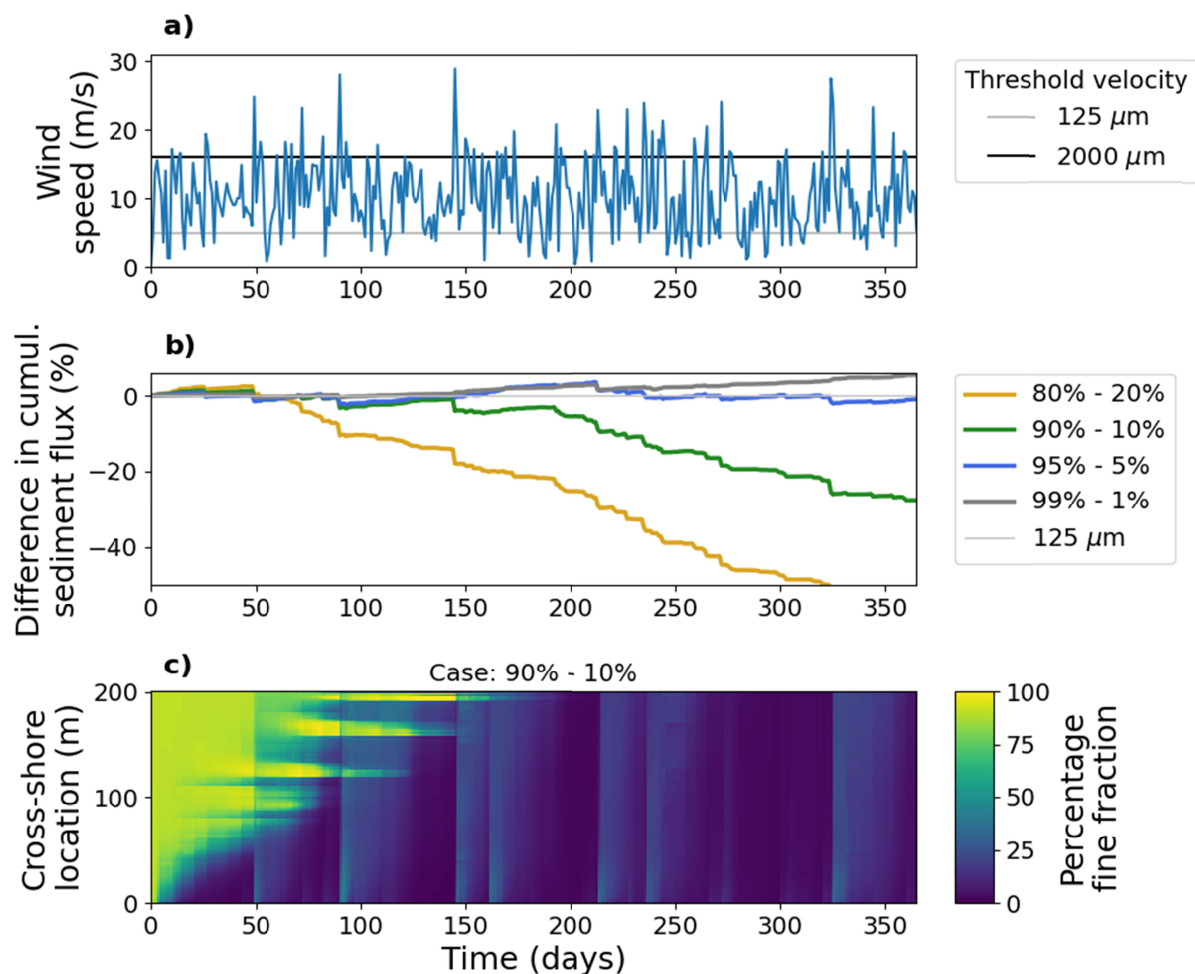 a)
Wind
speed (m/s)
30
20
10
0
0 50 100 150 200 250 300 350
Threshold velocity
125 μm
2000 μm
b)
Difference in cumul.
sediment flux (%)
0
−20
−40
0 50 100 150 200 250 300 350
80% - 20%
90% - 10%
95% - 5%
99% - 1%
125 μm
c)
Case: 90% - 10%
Cross-shore
location (m)
200
100
0
0 50 100 150 200 250 300 350
Time (days)
100
75
50
25
0
Percentage
fine fraction